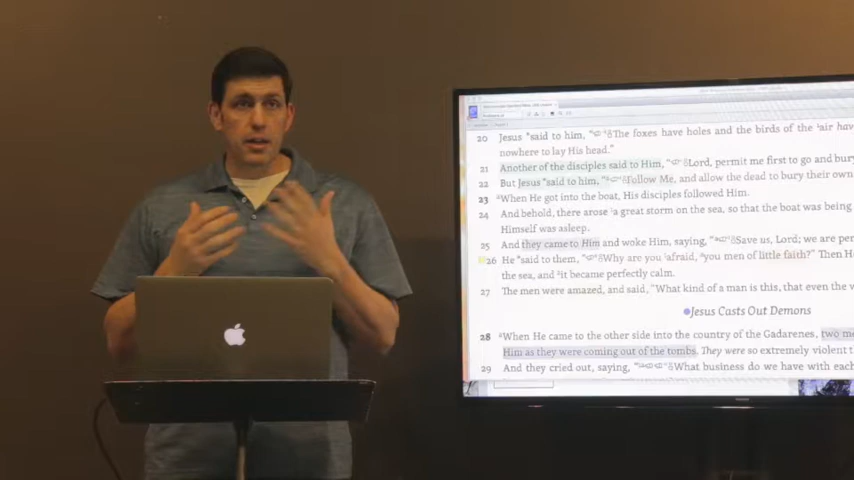 20 Jesus *said to him, "The foxes have holes and the birds of the ¹air hav
nowhere to lay His head."
21 Another of the disciples said to Him, "Lord, permit me first to go and bury
22 But Jesus *said to him, "Follow Me, and allow the dead to bury their own
23 ªWhen He got into the boat, His disciples followed Him.
24 And behold, there arose ¹a great storm on the sea, so that the boat was being
Himself was asleep.
25 And they came to Him and woke Him, saying, "Save us, Lord; we are per
26 He *said to them, "Why are you ¹afraid, ªyou men of little faith?" Then H
the sea, and ªit became perfectly calm.
27 The men were amazed, and said, "What kind of a man is this, that even the w
Jesus Casts Out Demons
28 ªWhen He came to the other side into the country of the Gadarenes, two me
Him as they were coming out of the tombs. They were so extremely violent t
29 And they cried out, saying, "What business do we have with each